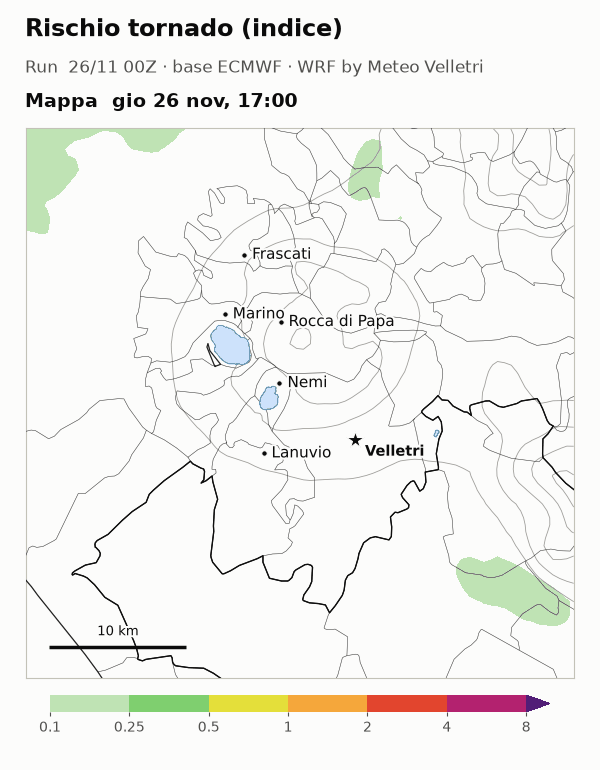 Rischio tornado (indice)
Run  26/11 00Z · base ECMWF · WRF by Meteo Velletri
Mappa  gio 26 nov, 17:00
Frascati
Marino
Rocca di Papa
Nemi
Velletri
Lanuvio
10 km
0.1 0.25 0.5 1 2 4 8